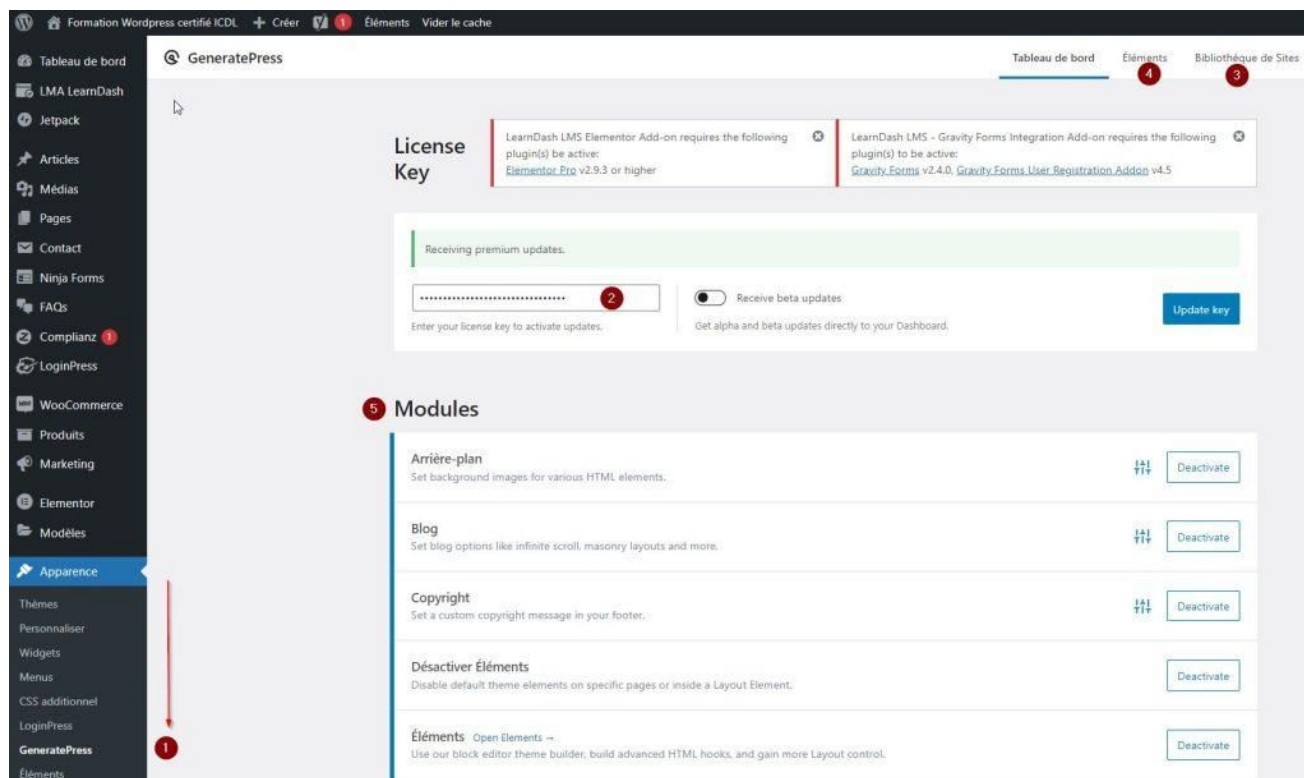 Formation Wordpress certifié ICDL + Créer 1 Éléments Vider le cache
Tableau de bord
LMA LearnDash
Jetpack
Articles
Médias
Pages
Contact
Ninja Forms
FAQs
Complianz 1
LoginPress
WooCommerce
Produits
Marketing
Elementor
Modèles
Apparence
Thèmes
Personnaliser
Widgets
Menus
CSS additionnel
LoginPress
GeneratePress 1
Éléments
GeneratePress
Tableau de bord Éléments Bibliothèque de Sites
4 3
License
Key
LearnDash LMS Elementor Add-on requires the following
plugin(s) be active:
Elementor Pro v2.9.3 or higher
LearnDash LMS - Gravity Forms Integration Add-on requires the following
plugin(s) to be active:
Gravity Forms v2.4.0, Gravity Forms User Registration Addon v4.5
Receiving premium updates.
2
Enter your license key to activate updates.
Receive beta updates
Get alpha and beta updates directly to your Dashboard.
Update key
5 Modules
Arrière-plan
Set background images for various HTML elements.
Deactivate
Blog
Set blog options like infinite scroll, masonry layouts and more.
Deactivate
Copyright
Set a custom copyright message in your footer.
Deactivate
Désactiver Éléments
Disable default theme elements on specific pages or inside a Layout Element.
Deactivate
Éléments Open Elements →
Use our block editor theme builder, build advanced HTML hooks, and gain more Layout control.
Deactivate